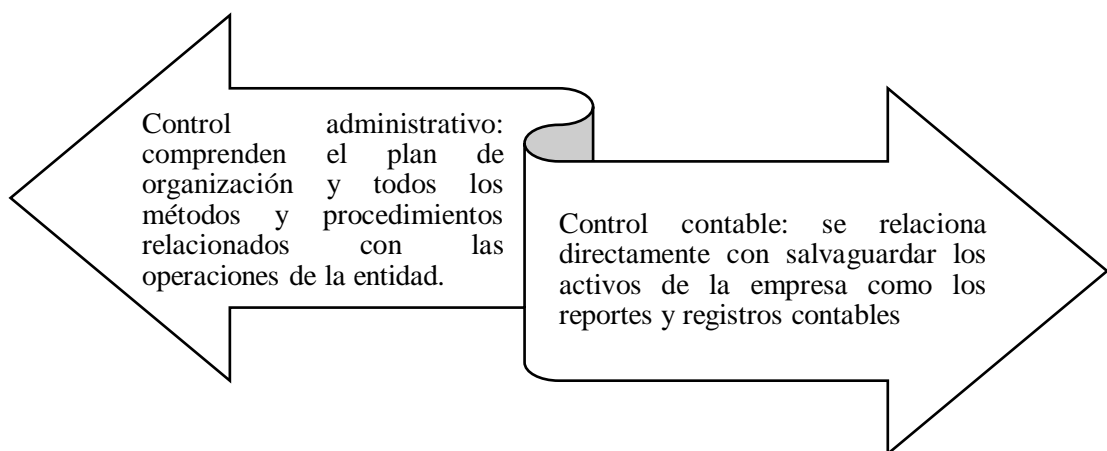 Control administrativo:
comprenden el plan de
organización y todos los
métodos y procedimientos
relacionados con las
operaciones de la entidad.
Control contable: se relaciona
directamente con salvaguardar los
activos de la empresa como los
reportes y registros contables